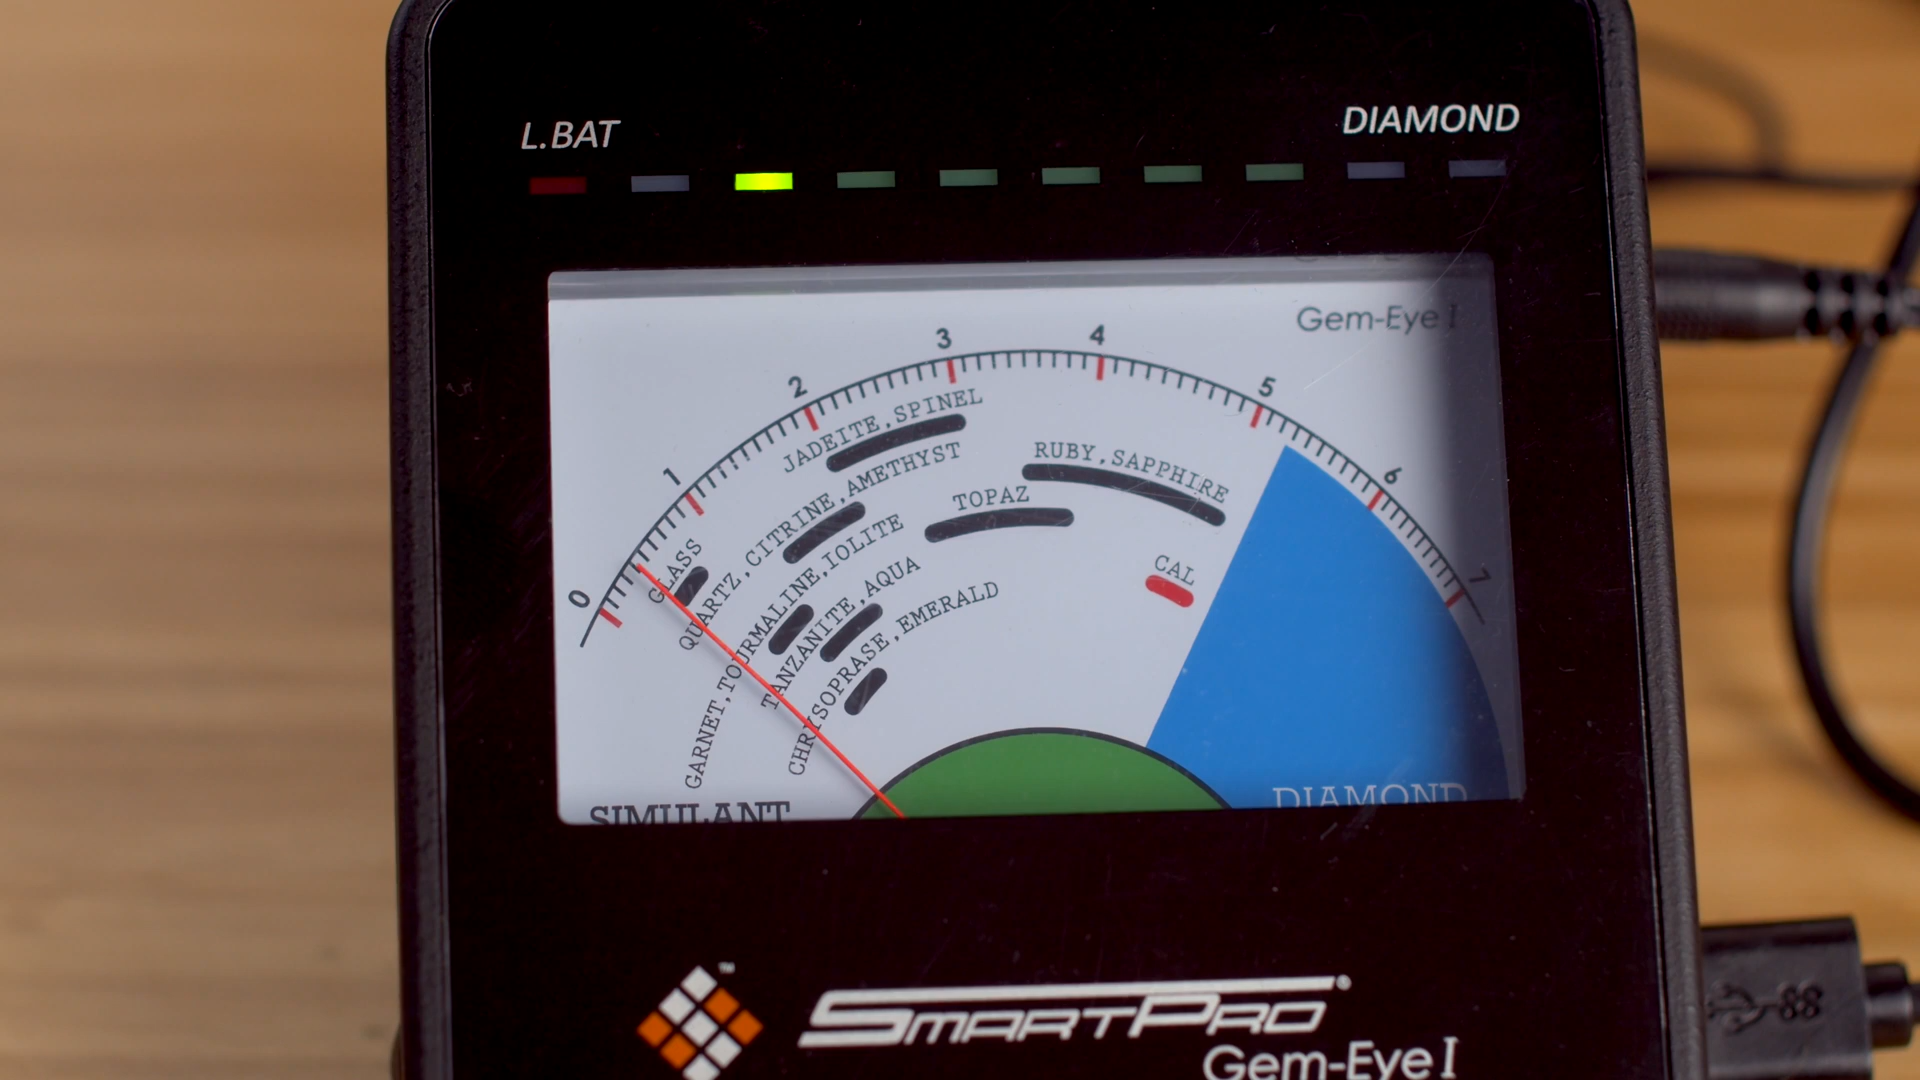 L.BAT DIAMOND
Gem-Eye I
0 1 2 3 4 5 6 7
JADEITE,SPINEL
QUARTZ,CITRINE,AMETHYST
RUBY,SAPPHIRE
TOPAZ
GLASS
GARNET,TOURMALINE,IOLITE
TANZANITE,AQUA
CHRYSOPRASE,EMERALD
CAL
SIMULANT DIAMOND
™
SMARTPRO®
Gem-Eye I